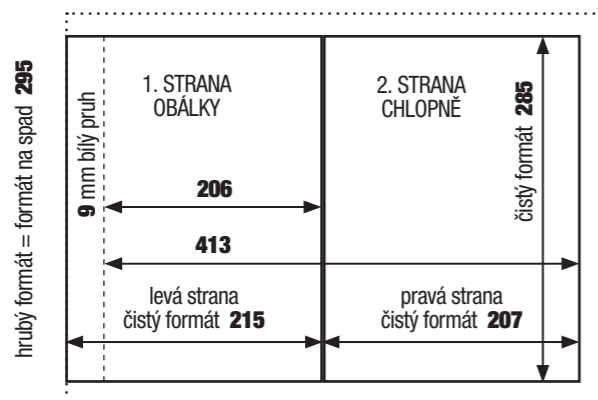 hrubý formát = formát na spad 295
9 mm bílý pruh
1. STRANA
OBÁLKY
2. STRANA
CHLOPNĚ
čistý formát 285
206
413
levá strana
čistý formát 215
pravá strana
čistý formát 207